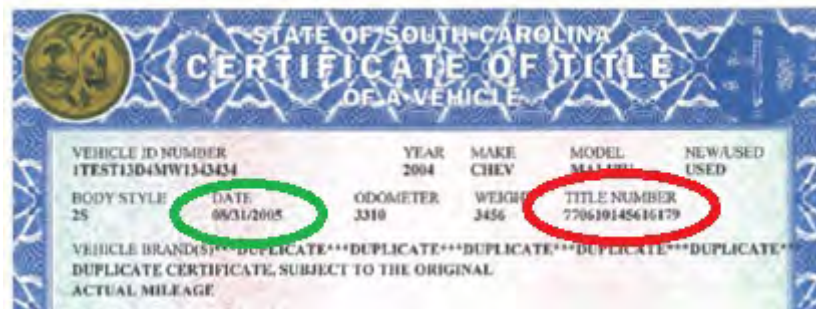 STATE OF SOUTH CAROLINA
CERTIFICATE OF TITLE
OF A VEHICLE
VEHICLE ID NUMBER YEAR MAKE MODEL NEW/USED
1TEST13D4MW1343434 2004 CHEV MALIBU USED
BODY STYLE DATE ODOMETER WEIGHT TITLE NUMBER
2S 08/31/2005 3310 3456 770610145616179
VEHICLE BRAND(S)***DUPLICATE***DUPLICATE***DUPLICATE***DUPLICATE***DUPLICATE***
DUPLICATE CERTIFICATE, SUBJECT TO THE ORIGINAL
ACTUAL MILEAGE